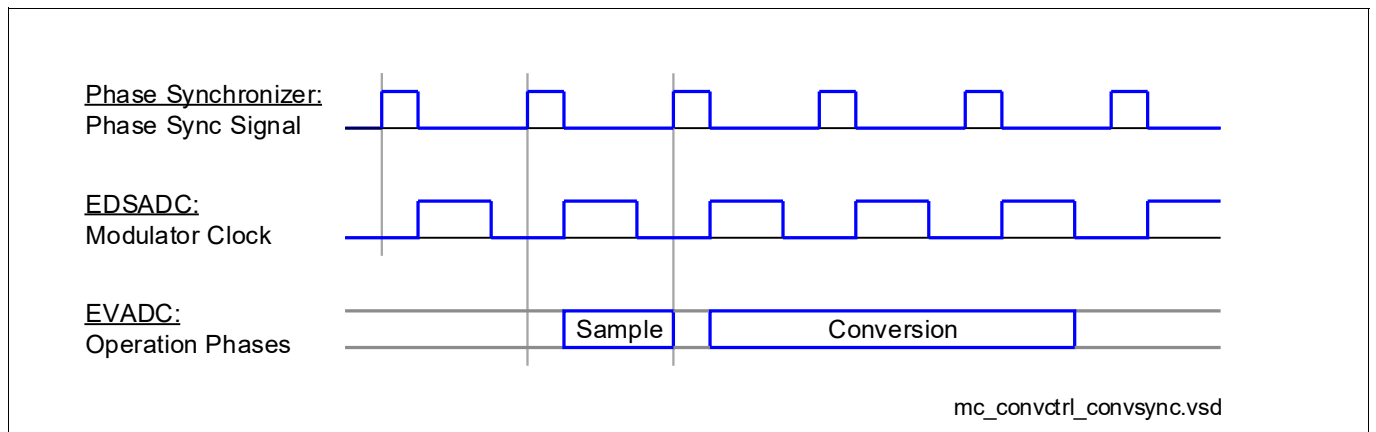 Phase Synchronizer:
Phase Sync Signal
EDSADC:
Modulator Clock
EVADC:
Operation Phases
Sample
Conversion
mc_convctrl_convsync.vsd